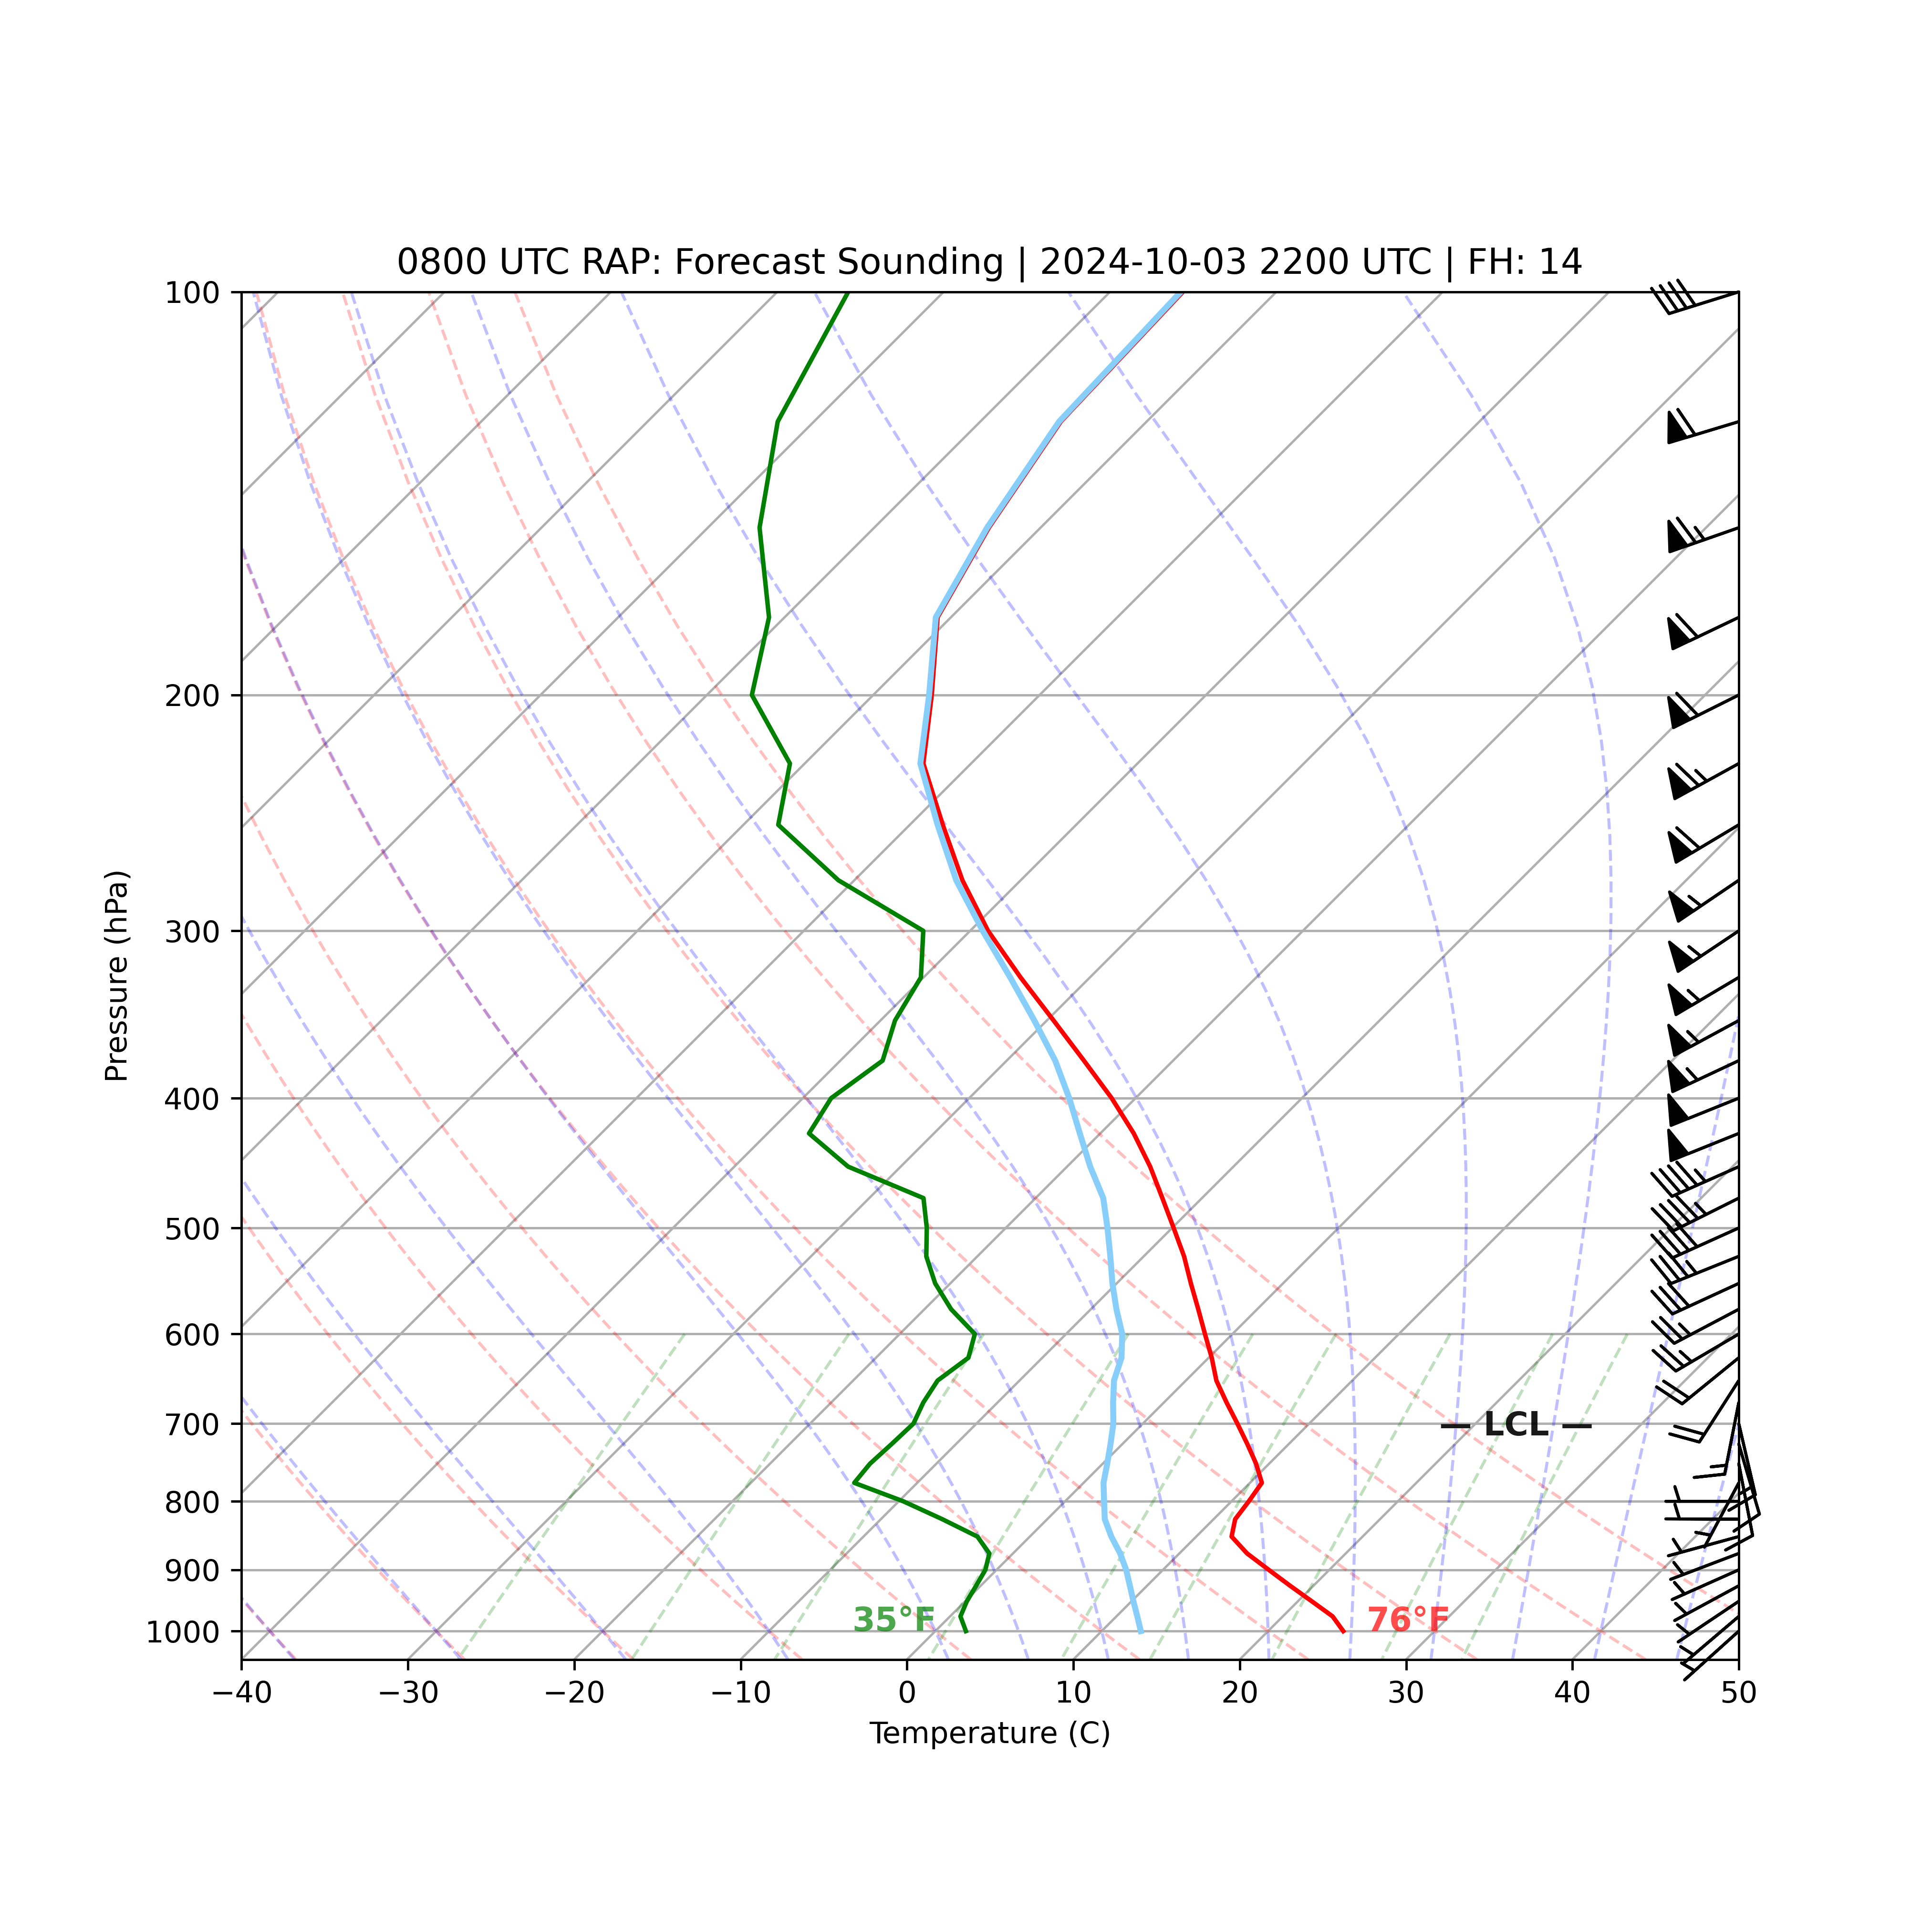 0800 UTC RAP: Forecast Sounding | 2024-10-03 2200 UTC | FH: 14
100
200
300
400
500
600
700
800
900
1000
Pressure (hPa)
— LCL —
35°F
76°F
−40 −30 −20 −10 0 10 20 30 40 50
Temperature (C)